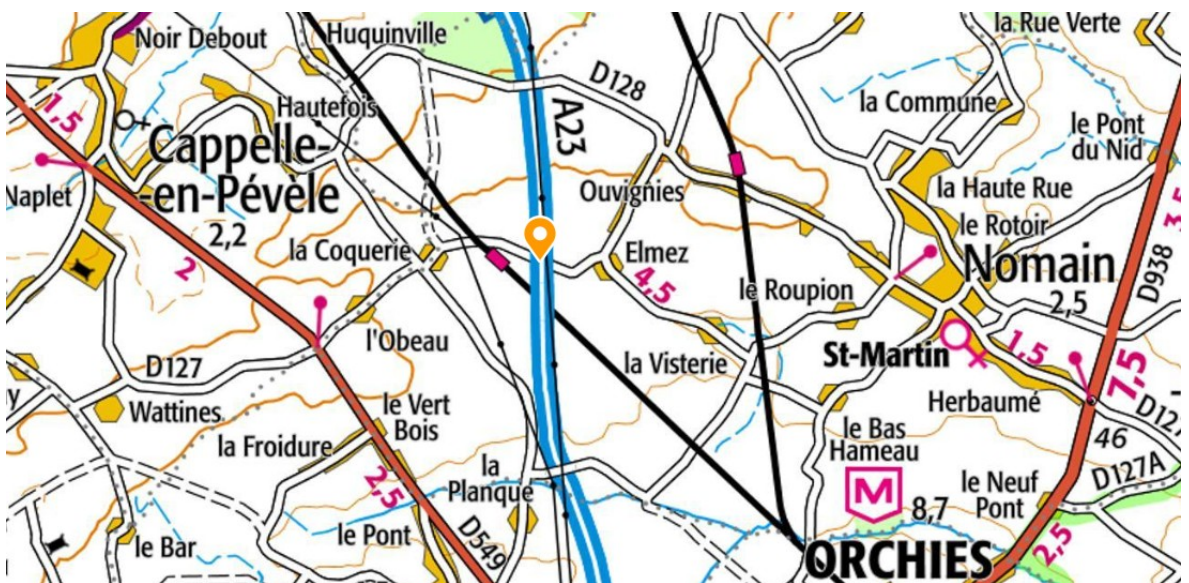 Noir Debout
Huquinville
la Rue Verte
D128
A23
la Commune
Hautefois
1,5
le Pont
du Nid
Cappelle-
-en-Pévèle
2,2
Naplet
Ouvignies
la Haute Rue
le Rotoir
3,5
la Coquerie
Elmez
Nomain
2,5
D938
2
4,5
le Roupion
l'Obeau
la Visterie
St-Martin
1,5
7,5
D127
Wattines
le Vert
Bois
Herbaumé
D127
la Froidure
le Bas
Hameau
46
D127A
la
Planque
2,5
M
8,7
le Neuf
Pont
le Bar
le Pont
D549
ORCHIES
2,5